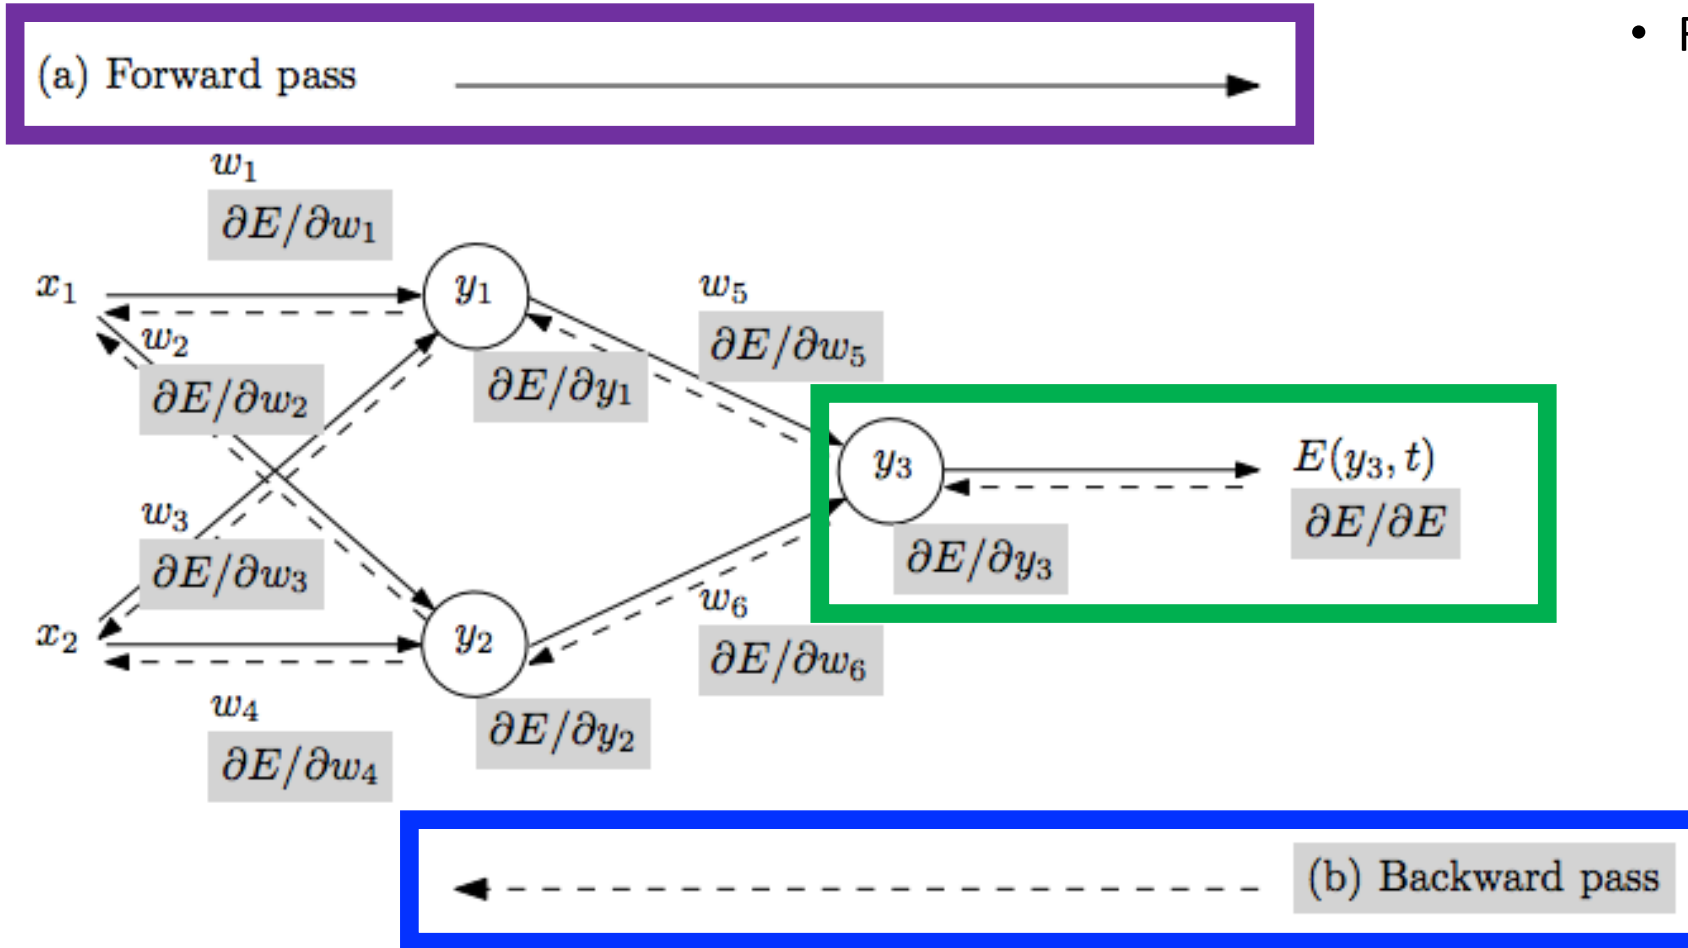 (a) Forward pass
•
w₁
∂E/∂w₁
x₁
y₁
w₅
∂E/∂w₅
w₂
∂E/∂w₂
∂E/∂y₁
y₃
E(y₃, t)
∂E/∂E
w₃
∂E/∂w₃
∂E/∂y₃
x₂
y₂
w₆
∂E/∂w₆
w₄
∂E/∂w₄
∂E/∂y₂
(b) Backward pass